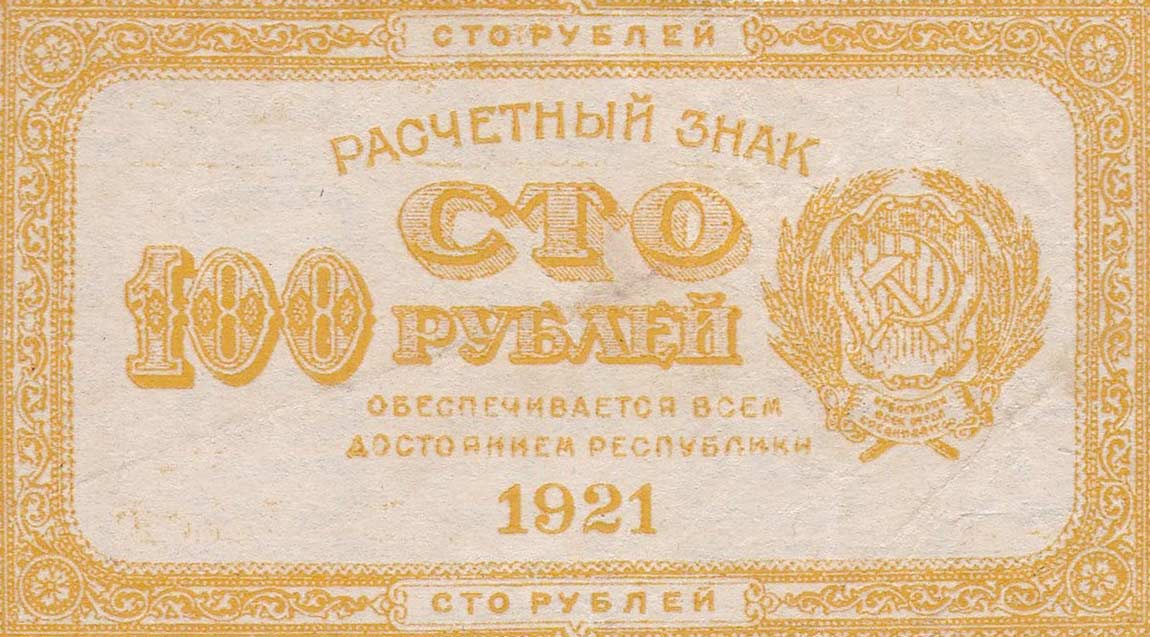 СТО РУБЛЕЙ
РАСЧЕТНЫЙ ЗНАК
СТО
100
РУБЛЕЙ
ОБЕСПЕЧИВАЕТСЯ ВСЕМ
ДОСТОЯНИЕМ РЕСПУБЛИКИ
1921
СТО РУБЛЕЙ